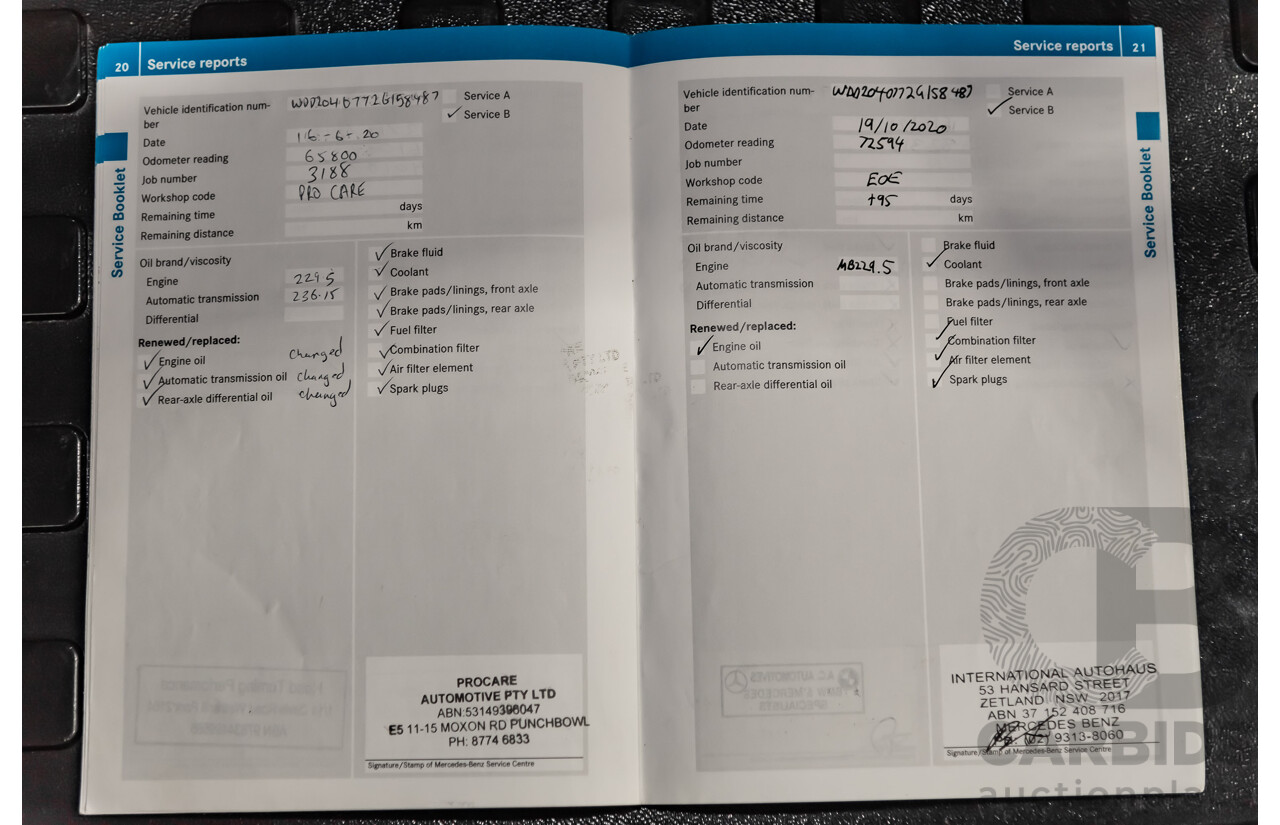 20 Service reports
Vehicle identification num-
ber
WDD2040772G158487
Service A
Service B
Date
16-6-20
Odometer reading
65800
Job number
3188
Workshop code
PRO CARE
Remaining time
days
Remaining distance
km
Oil brand/viscosity
Engine
229.5
Automatic transmission
236.15
Differential
Renewed/replaced:
Engine oil
changed
Automatic transmission oil
changed
Rear-axle differential oil
changed
Brake fluid
Coolant
Brake pads/linings, front axle
Brake pads/linings, rear axle
Fuel filter
Combination filter
Air filter element
Spark plugs
PROCARE
AUTOMOTIVE PTY LTD
ABN:53149396047
E5 11-15 MOXON RD PUNCHBOWL
PH: 8774 6833
Signature/Stamp of Mercedes-Benz Service Centre
Service Booklet
Service reports 21
Vehicle identification num-
ber
WDD2040772G158487
Service A
Service B
Date
19/10/2020
Odometer reading
72594
Job number
Workshop code
EOE
Remaining time
+95
days
Remaining distance
km
Oil brand/viscosity
Engine
MB229.5
Automatic transmission
Differential
Renewed/replaced:
Engine oil
Automatic transmission oil
Rear-axle differential oil
Brake fluid
Coolant
Brake pads/linings, front axle
Brake pads/linings, rear axle
Fuel filter
Combination filter
Air filter element
Spark plugs
INTERNATIONAL AUTOHAUS
53 HANSARD STREET
ZETLAND NSW 2017
ABN 37 152 408 716
MERCEDES BENZ
(02) 9313-8060
Signature/Stamp of Mercedes-Benz Service Centre
Service Booklet
CARBID
auctionpla